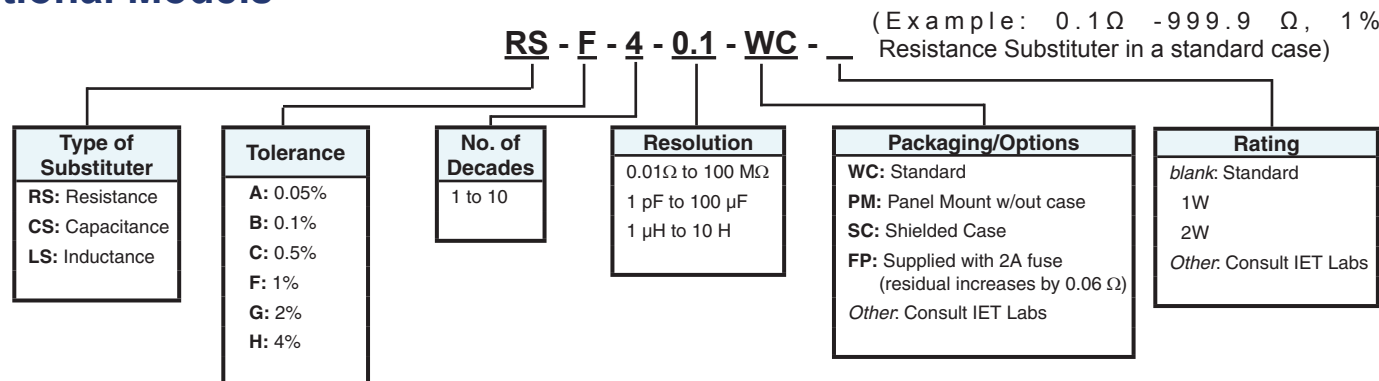 (Example: 0.1Ω -999.9 Ω, 1%
RS - F - 4 - 0.1 - WC - _ Resistance Substituter in a standard case)
Type of
Substituter
RS: Resistance
CS: Capacitance
LS: Inductance
Tolerance
A: 0.05%
B: 0.1%
C: 0.5%
F: 1%
G: 2%
H: 4%
No. of
Decades
1 to 10
Resolution
0.01Ω to 100 MΩ
1 pF to 100 µF
1 µH to 10 H
Packaging/Options
WC: Standard
PM: Panel Mount w/out case
SC: Shielded Case
FP: Supplied with 2A fuse
(residual increases by 0.06 Ω)
Other: Consult IET Labs
Rating
blank: Standard
1W
2W
Other: Consult IET Labs